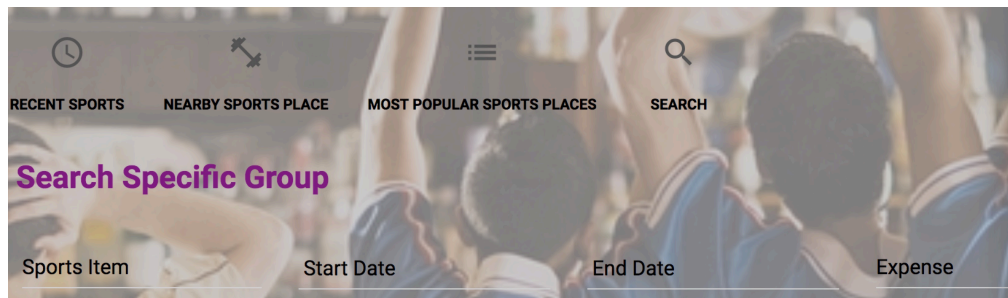 RECENT SPORTS NEARBY SPORTS PLACE MOST POPULAR SPORTS PLACES SEARCH
Search Specific Group
Sports Item Start Date End Date Expense